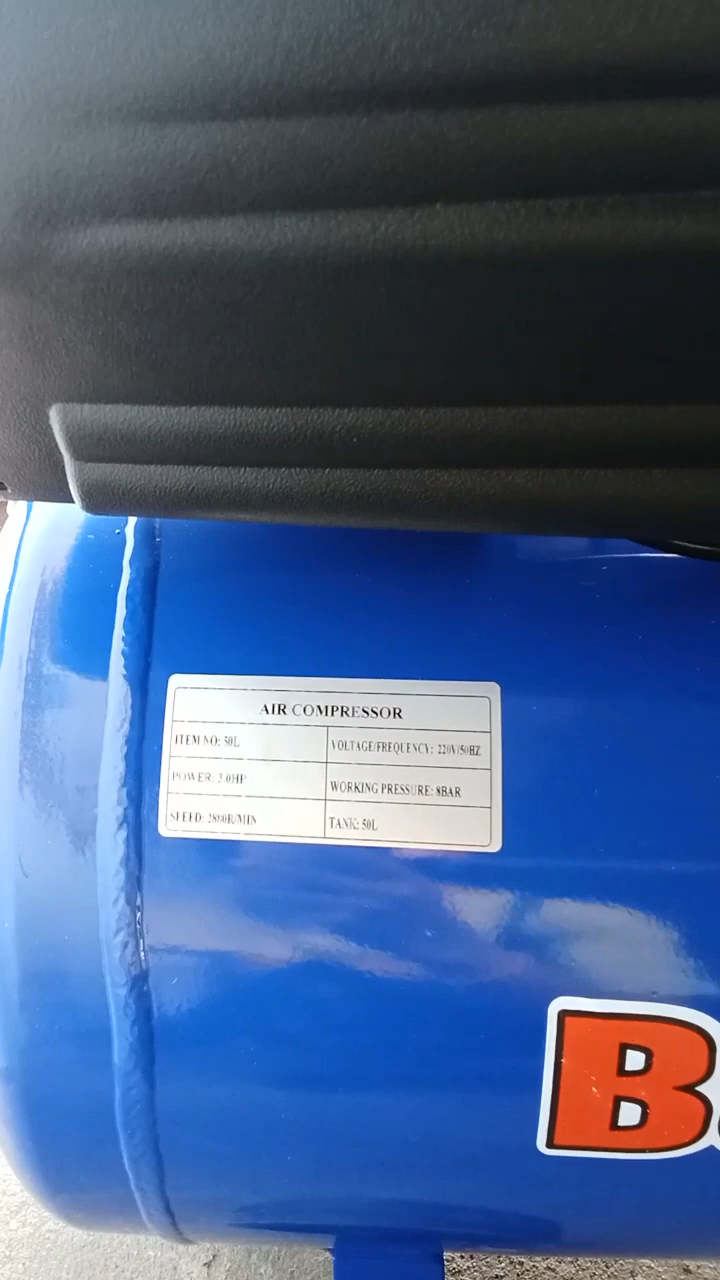 AIR COMPRESSOR
ITEM NO: 50L
VOLTAGE/FREQUENCY: 220V/50HZ
POWER: 3.0HP
WORKING PRESSURE: 8BAR
SPEED: 2880R/MIN
TANK: 50L
B